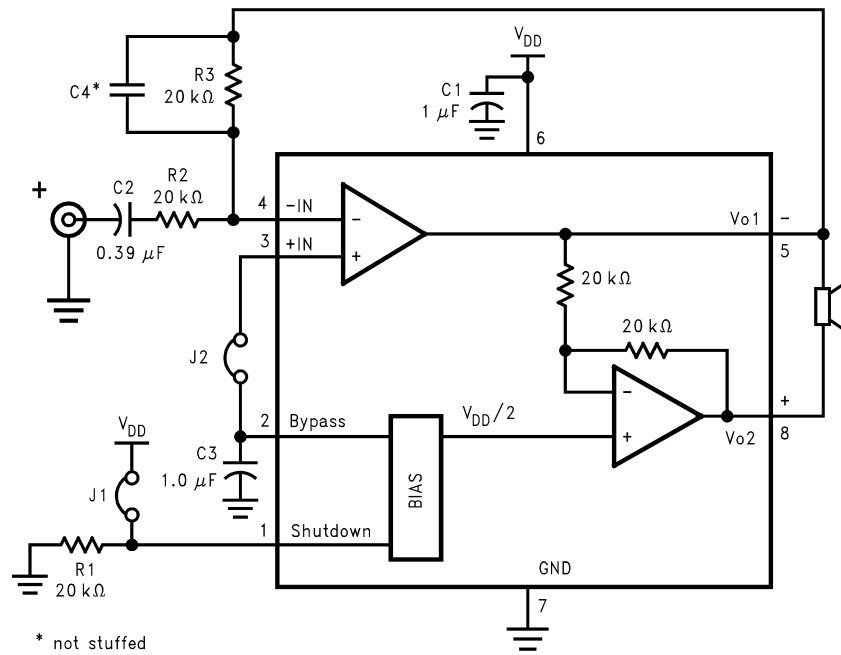 V_DD
R3
20 kΩ
C4*
C1
1 μF
6
+
C2
R2
20 kΩ
0.39 μF
4
-IN
3
+IN
−
+
Vo1
−
5
20 kΩ
20 kΩ
J2
−
+
+
8
Vo2
2
Bypass
V_DD/2
V_DD
C3
1.0 μF
BIAS
J1
1
Shutdown
R1
20 kΩ
GND
7
* not stuffed